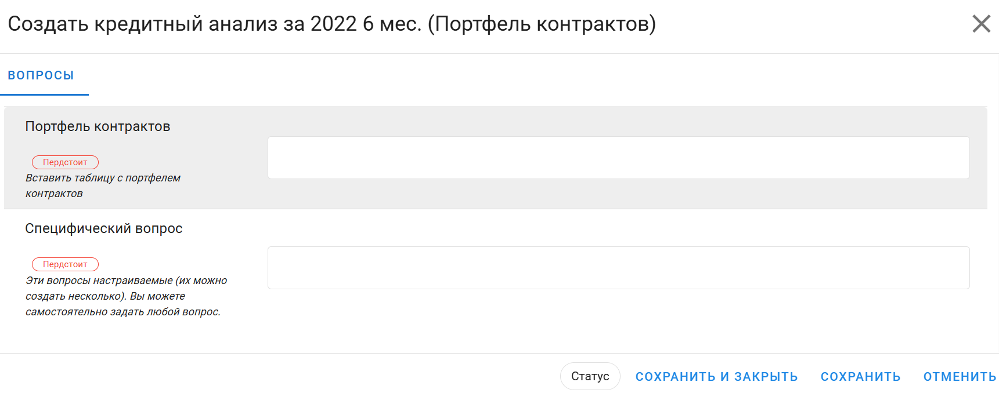 Создать кредитный анализ за 2022 6 мес. (Портфель контрактов)
ВОПРОСЫ
Портфель контрактов
Пердстоит
Вставить таблицу с портфелем
контрактов
Специфический вопрос
Пердстоит
Эти вопросы настраиваемые (их можно
создать несколько). Вы можете
самостоятельно задать любой вопрос.
Статус СОХРАНИТЬ И ЗАКРЫТЬ СОХРАНИТЬ ОТМЕНИТЬ